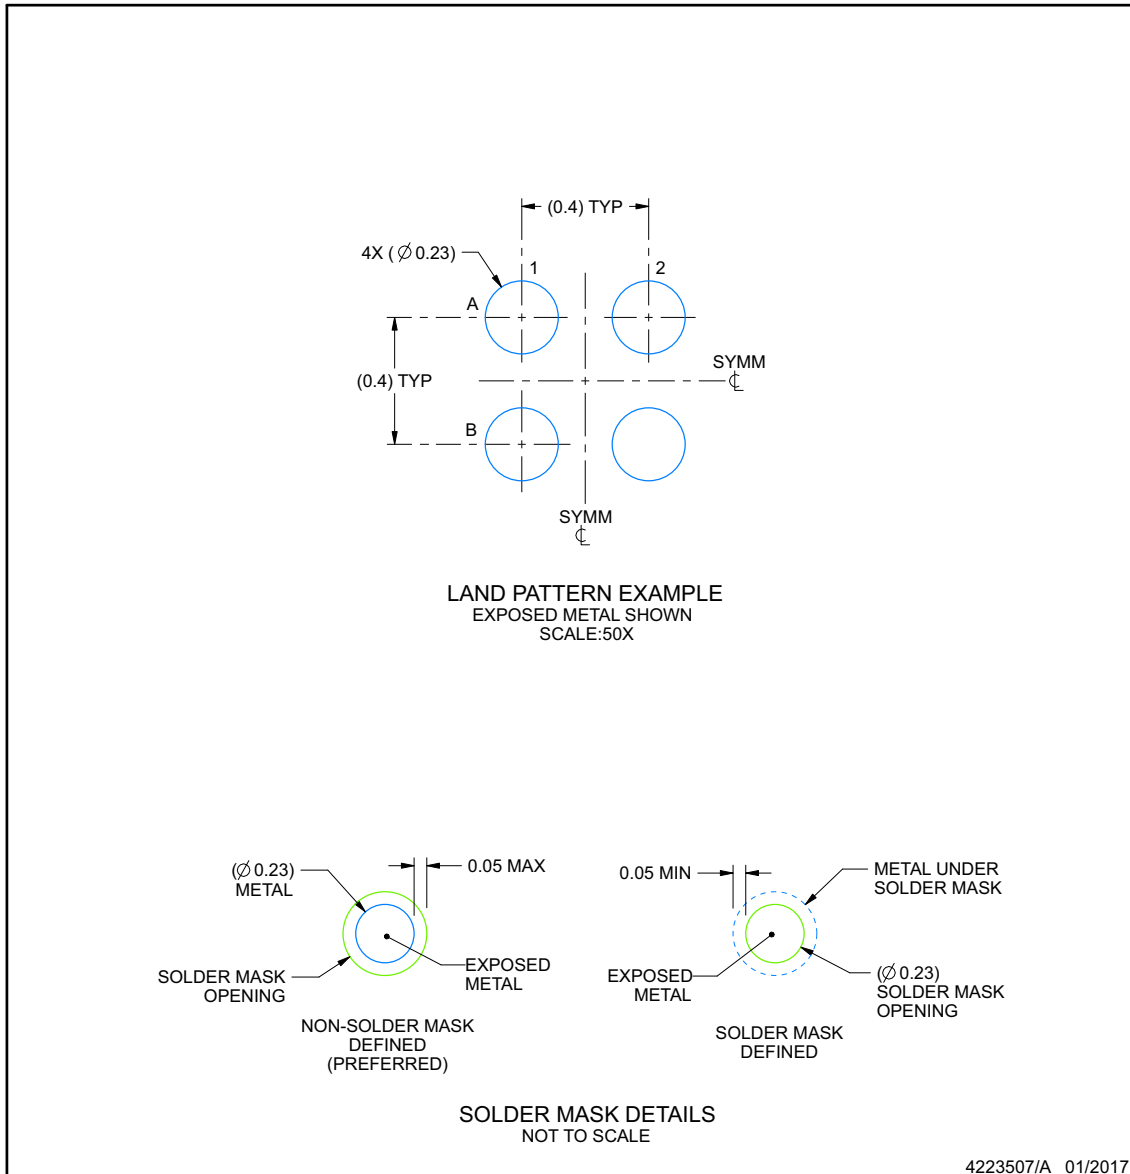 (0.4) TYP
4X (∅ 0.23)
1
2
A
SYMM
℄
(0.4) TYP
B
SYMM
℄
LAND PATTERN EXAMPLE
EXPOSED METAL SHOWN
SCALE:50X
(∅ 0.23)
METAL
0.05 MAX
SOLDER MASK
OPENING
EXPOSED
METAL
NON-SOLDER MASK
DEFINED
(PREFERRED)
0.05 MIN
METAL UNDER
SOLDER MASK
EXPOSED
METAL
(∅ 0.23)
SOLDER MASK
OPENING
SOLDER MASK
DEFINED
SOLDER MASK DETAILS
NOT TO SCALE
4223507/A 01/2017